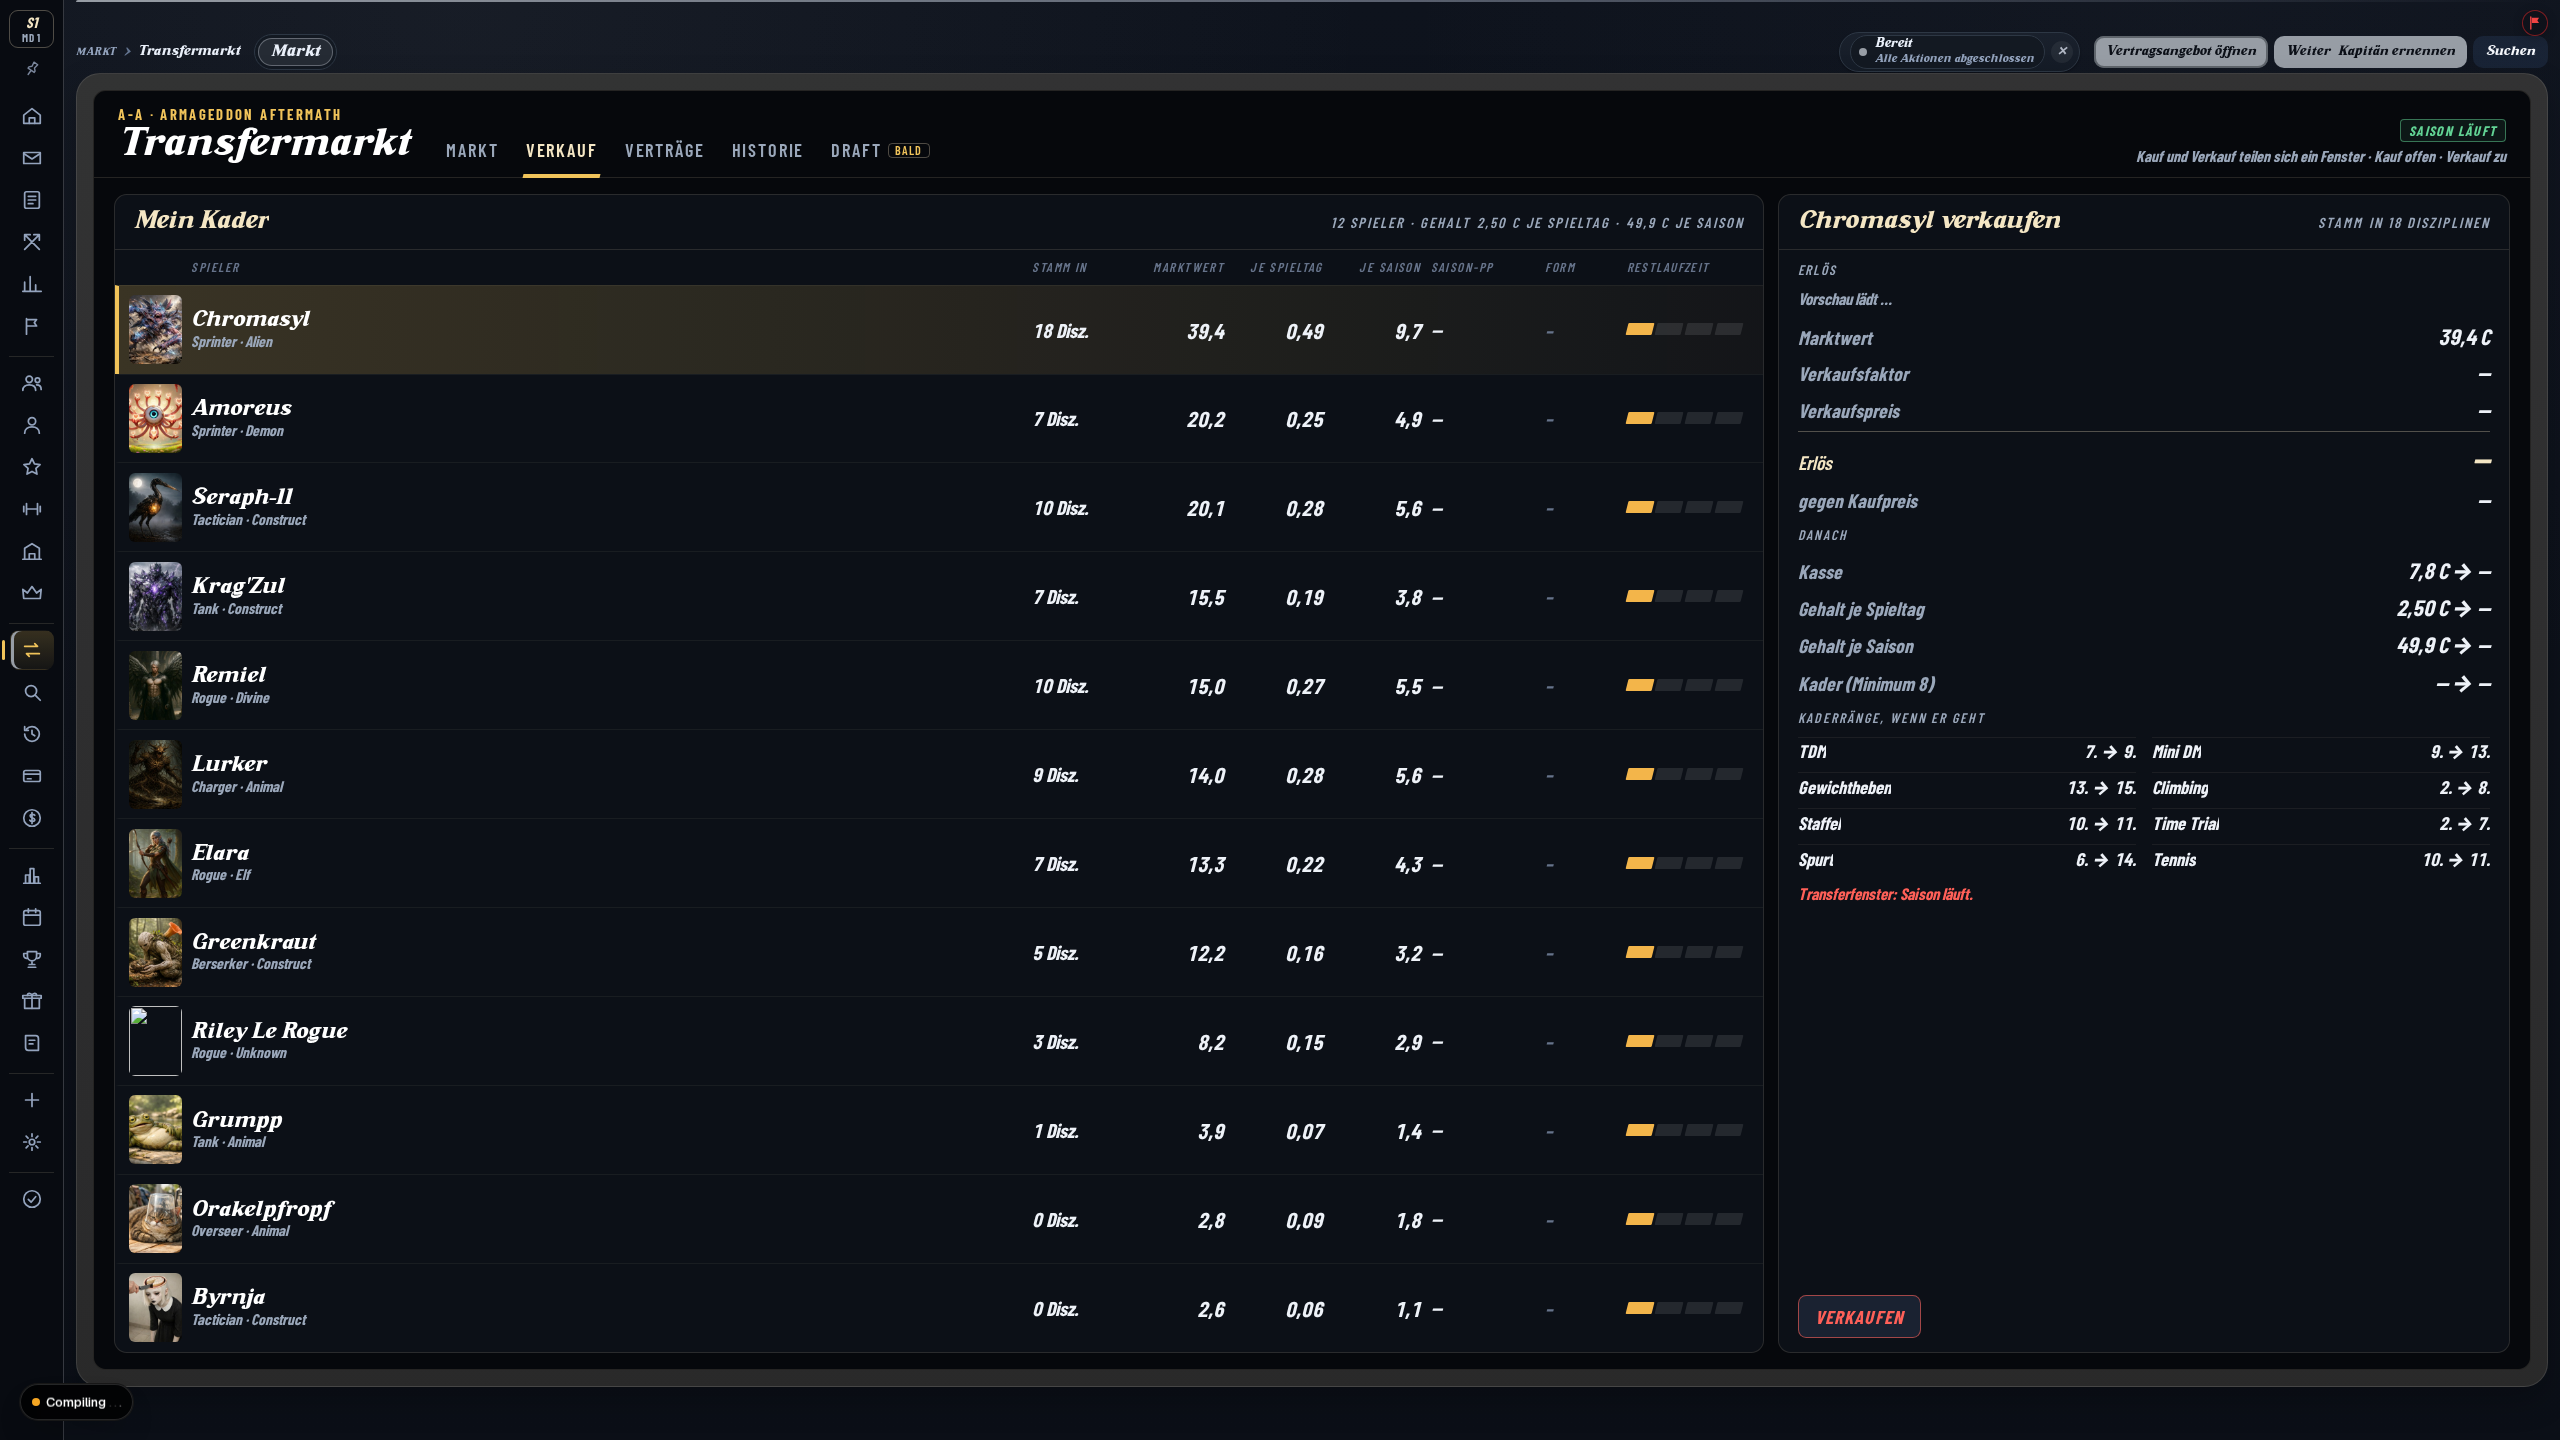 S1
MD1
MARKT > Transfermarkt Markt
Bereit
Alle Aktionen abgeschlossen
Vertragsangebot öffnen
Weiter Kapitän ernennen
Suchen
A-A · ARMAGEDDON AFTERMATH
Transfermarkt
MARKT VERKAUF VERTRÄGE HISTORIE DRAFT BALD
SAISON LÄUFT
Kauf und Verkauf teilen sich ein Fenster · Kauf offen · Verkauf zu
Mein Kader
12 SPIELER · GEHALT 2,50 C JE SPIELTAG · 49,9 C JE SAISON
SPIELER STAMM IN MARKTWERT JE SPIELTAG JE SAISON SAISON-PP FORM RESTLAUFZEIT
Chromasyl
Sprinter · Alien
18 Disz. 39,4 0,49 9,7 – –
Amoreus
Sprinter · Demon
7 Disz. 20,2 0,25 4,9 – –
Seraph-11
Tactician · Construct
10 Disz. 20,1 0,28 5,6 – –
Krag'Zul
Tank · Construct
7 Disz. 15,5 0,19 3,8 – –
Remiel
Rogue · Divine
10 Disz. 15,0 0,27 5,5 – –
Lurker
Charger · Animal
9 Disz. 14,0 0,28 5,6 – –
Elara
Rogue · Elf
7 Disz. 13,3 0,22 4,3 – –
Greenkraut
Berserker · Construct
5 Disz. 12,2 0,16 3,2 – –
Riley Le Rogue
Rogue · Unknown
3 Disz. 8,2 0,15 2,9 – –
Grumpp
Tank · Animal
1 Disz. 3,9 0,07 1,4 – –
Orakelpfropf
Overseer · Animal
0 Disz. 2,8 0,09 1,8 – –
Byrnja
Tactician · Construct
0 Disz. 2,6 0,06 1,1 – –
Chromasyl verkaufen
STAMM IN 18 DISZIPLINEN
ERLÖS
Vorschau lädt ...
Marktwert 39,4 C
Verkaufsfaktor –
Verkaufspreis –
Erlös –
gegen Kaufpreis –
DANACH
Kasse 7,8 C → –
Gehalt je Spieltag 2,50 C → –
Gehalt je Saison 49,9 C → –
Kader (Minimum 8) – → –
KADERRÄNGE, WENN ER GEHT
TDM 7. → 9. Mini DM 9. → 13.
Gewichtheben 13. → 15. Climbing 2. → 8.
Staffel 10. → 11. Time Trial 2. → 7.
Spurt 6. → 14. Tennis 10. → 11.
Transferfenster: Saison läuft.
VERKAUFEN
Compiling ...